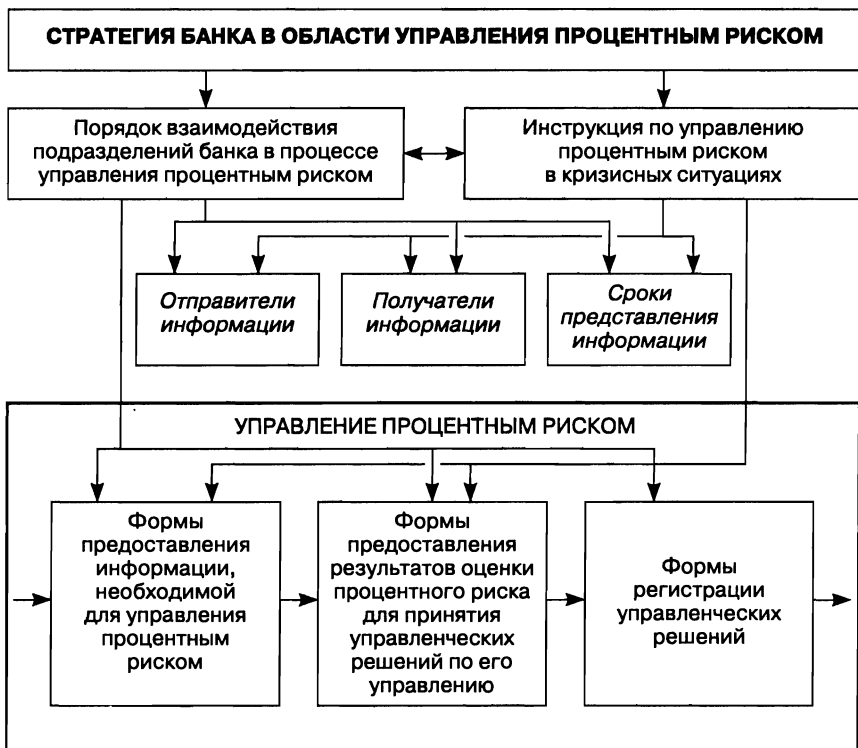 СТРАТЕГИЯ БАНКА В ОБЛАСТИ УПРАВЛЕНИЯ ПРОЦЕНТНЫМ РИСКОМ
Порядок взаимодействия
подразделений банка в процессе
управления процентным риском
Инструкция по управлению
процентным риском
в кризисных ситуациях
Отправители
информации
Получатели
информации
Сроки
представления
информации
УПРАВЛЕНИЕ ПРОЦЕНТНЫМ РИСКОМ
Формы
предоставления
информации,
необходимой
для управления
процентным
риском
Формы
предоставления
результатов оценки
процентного риска
для принятия
управленческих
решений по его
управлению
Формы
регистрации
управленческих
решений